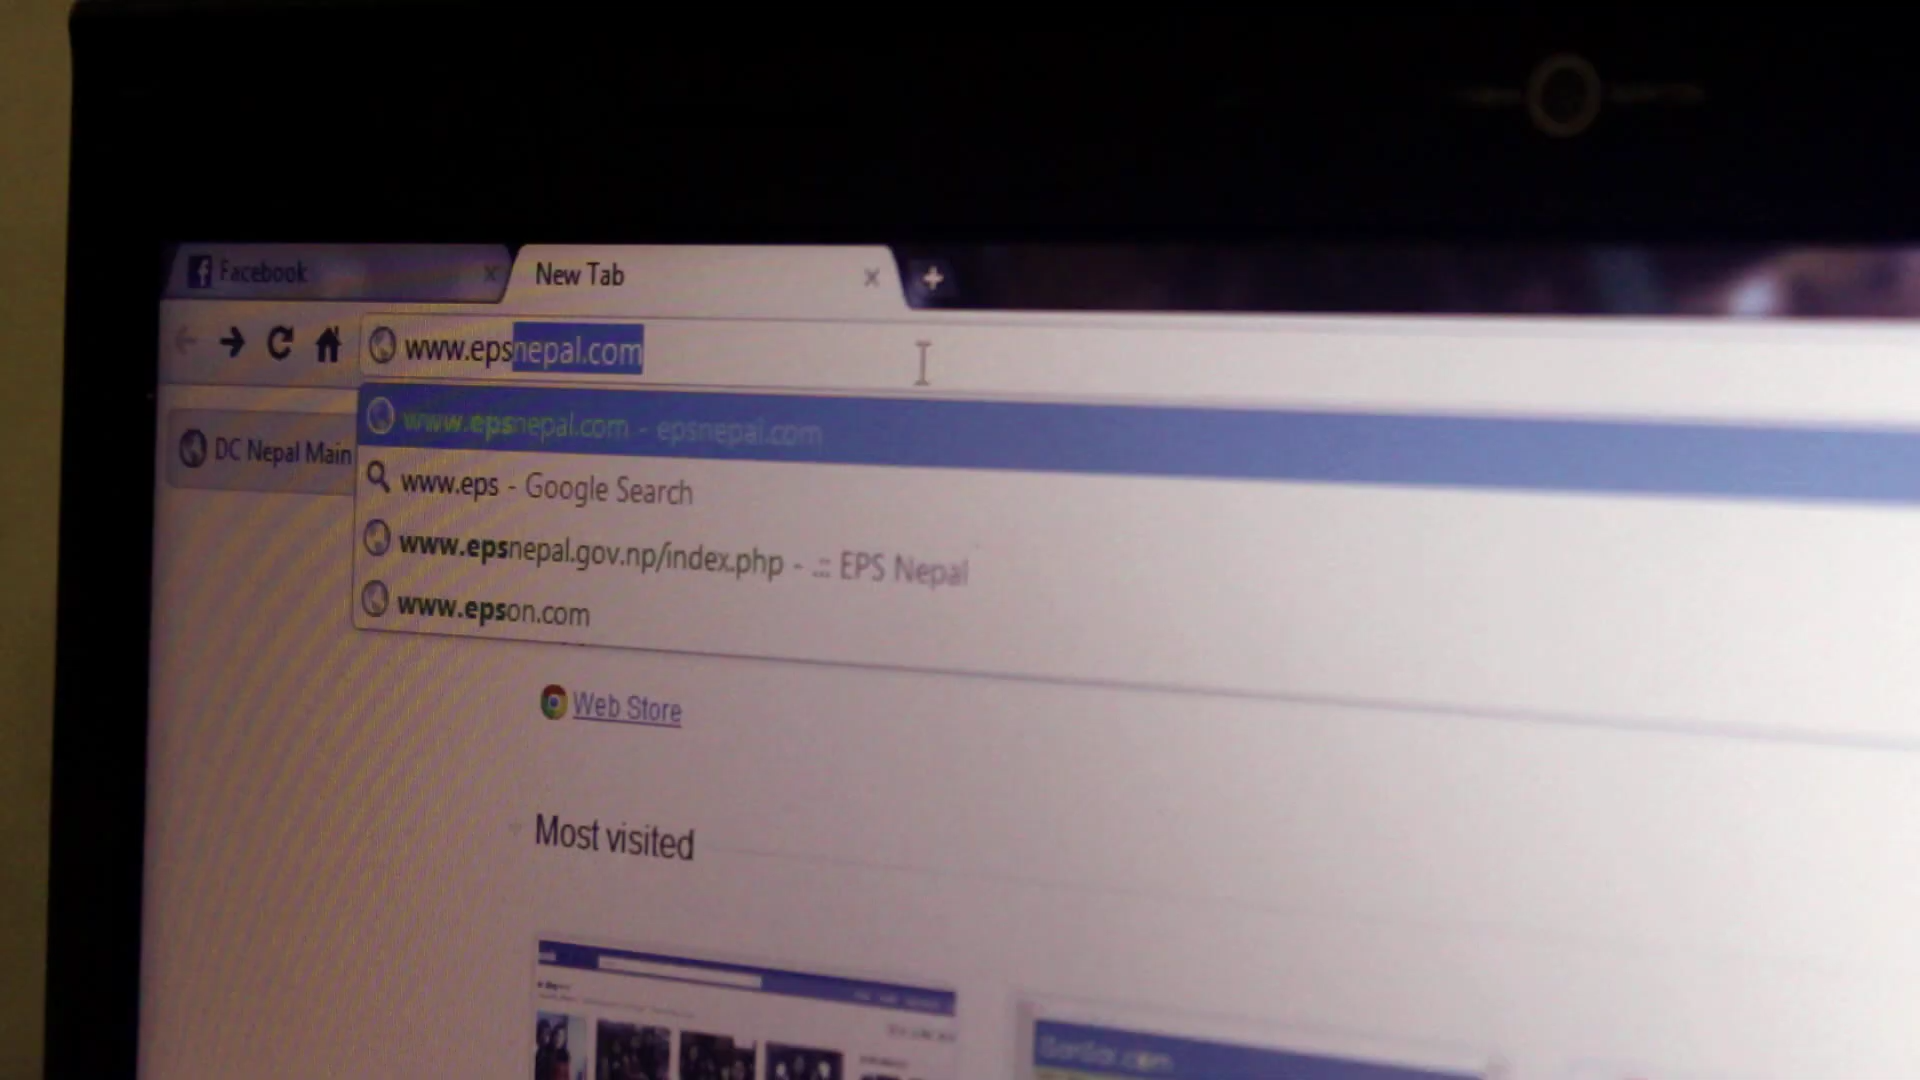 Facebook
New Tab
www.epsnepal.com
www.epsnepal.com - epsnepal.com
DC Nepal Main
www.eps - Google Search
www.epsnepal.gov.np/index.php - .:: EPS Nepal
www.epson.com
Web Store
Most visited